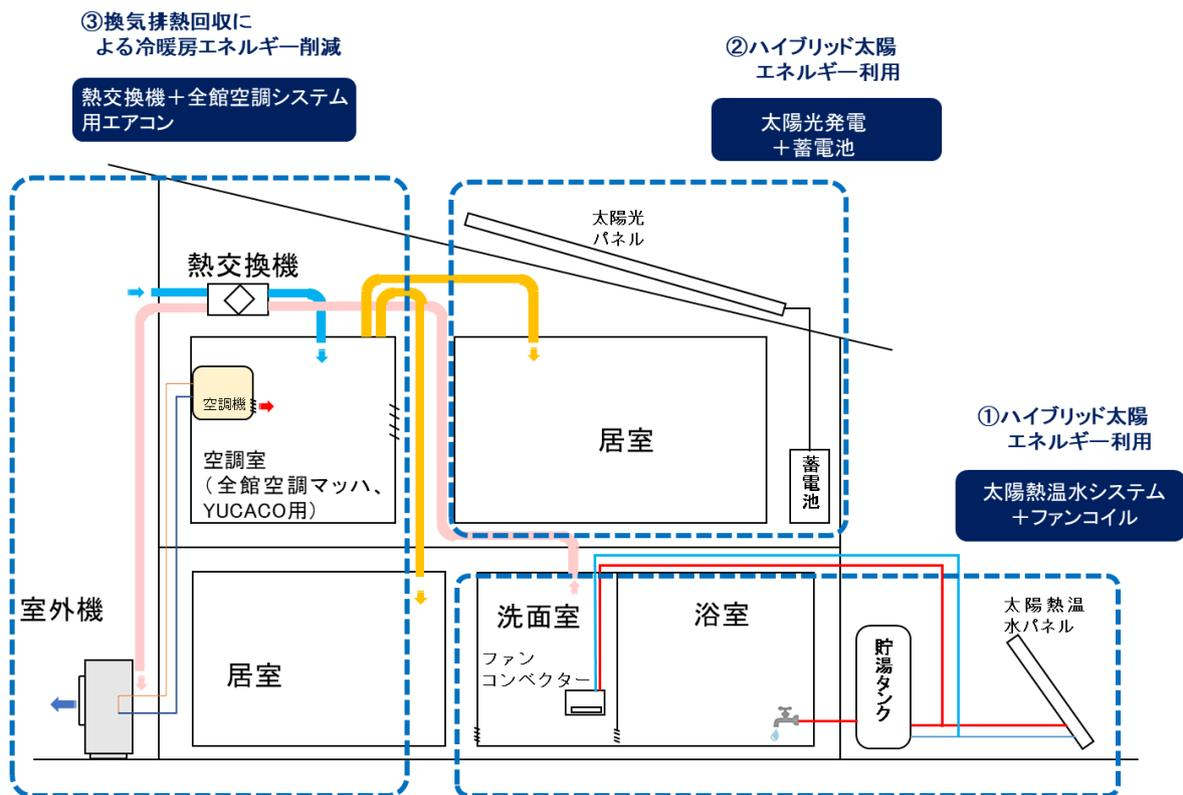 ③換気排熱回収に
よる冷暖房エネルギー削減
熱交換機＋全館空調システム
用エアコン
②ハイブリッド太陽
エネルギー利用
太陽光発電
＋蓄電池
太陽光
パネル
熱交換機
空調機
空調室
（全館空調マッハ、
YUCACO用）
居室
蓄電池
①ハイブリッド太陽
エネルギー利用
太陽熱温水システム
＋ファンコイル
室外機
居室
洗面室
浴室
ファン
コンベクター
貯湯タンク
太陽熱温
水パネル